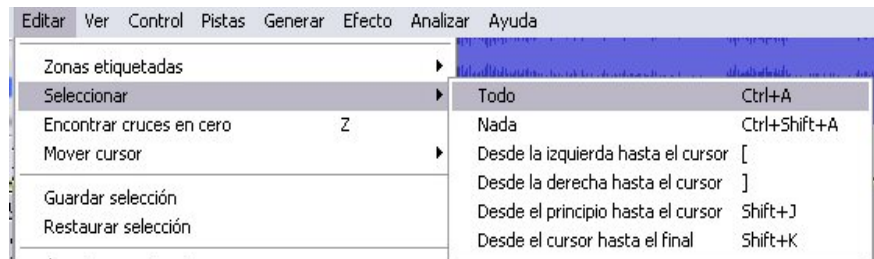 Editar Ver Control Pistas Generar Efecto Analizar Ayuda
Zonas etiquetadas
Seleccionar
Encontrar cruces en cero Z
Mover cursor
Guardar selección
Restaurar selección
Todo Ctrl+A
Nada Ctrl+Shift+A
Desde la izquierda hasta el cursor [
Desde la derecha hasta el cursor ]
Desde el principio hasta el cursor Shift+J
Desde el cursor hasta el final Shift+K